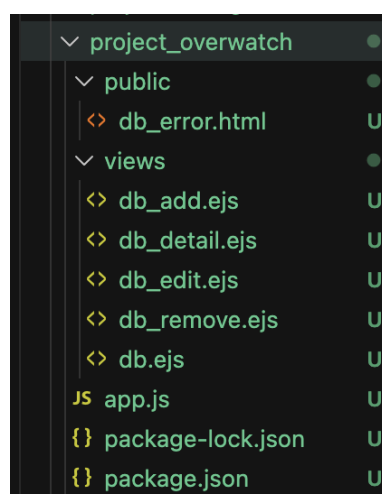 project_overwatch
public
<> db_error.html U
views
<> db_add.ejs U
<> db_detail.ejs U
<> db_edit.ejs U
<> db_remove.ejs U
<> db.ejs U
JS app.js U
{} package-lock.json U
{} package.json U